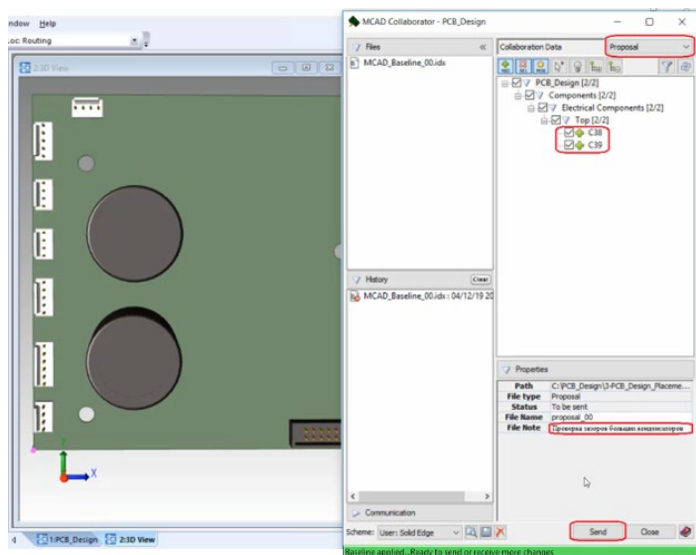 ndow Help
oc: Routing
2:3D View
Y
X
1:PCB_Design
2:3D View
MCAD Collaborator - PCB_Design
Files
MCAD_Baseline_00.idx
History
Clear
MCAD_Baseline_00.idx : 04/12/19 20
Communication
Collaboration Data
Proposal
PCB_Design [2/2]
Components [2/2]
Electrical Components [2/2]
Top [2/2]
C38
C39
Properties
Path C:\PCB_Design\3-PCB_Design_Placeme...
File type Proposal
Status To be sent
File Name proposal_00
File Note Проверка зазоров больших конденсаторов
Scheme: User: Solid Edge
Send
Close
Baseline applied...Ready to send or receive more changes